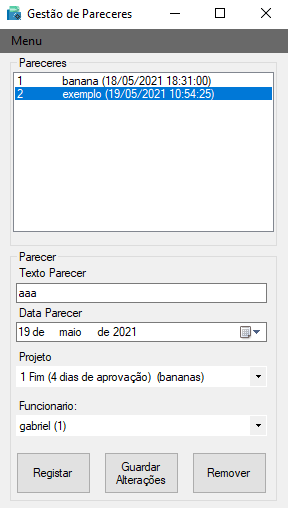 Gestão de Pareceres
Menu
Pareceres
1 banana (18/05/2021 18:31:00)
2 exemplo (19/05/2021 10:54:25)
Parecer
Texto Parecer
aaa
Data Parecer
19 de maio de 2021
Projeto
1 Fim (4 dias de aprovação) (bananas)
Funcionario:
gabriel (1)
Registar
Guardar
Alterações
Remover